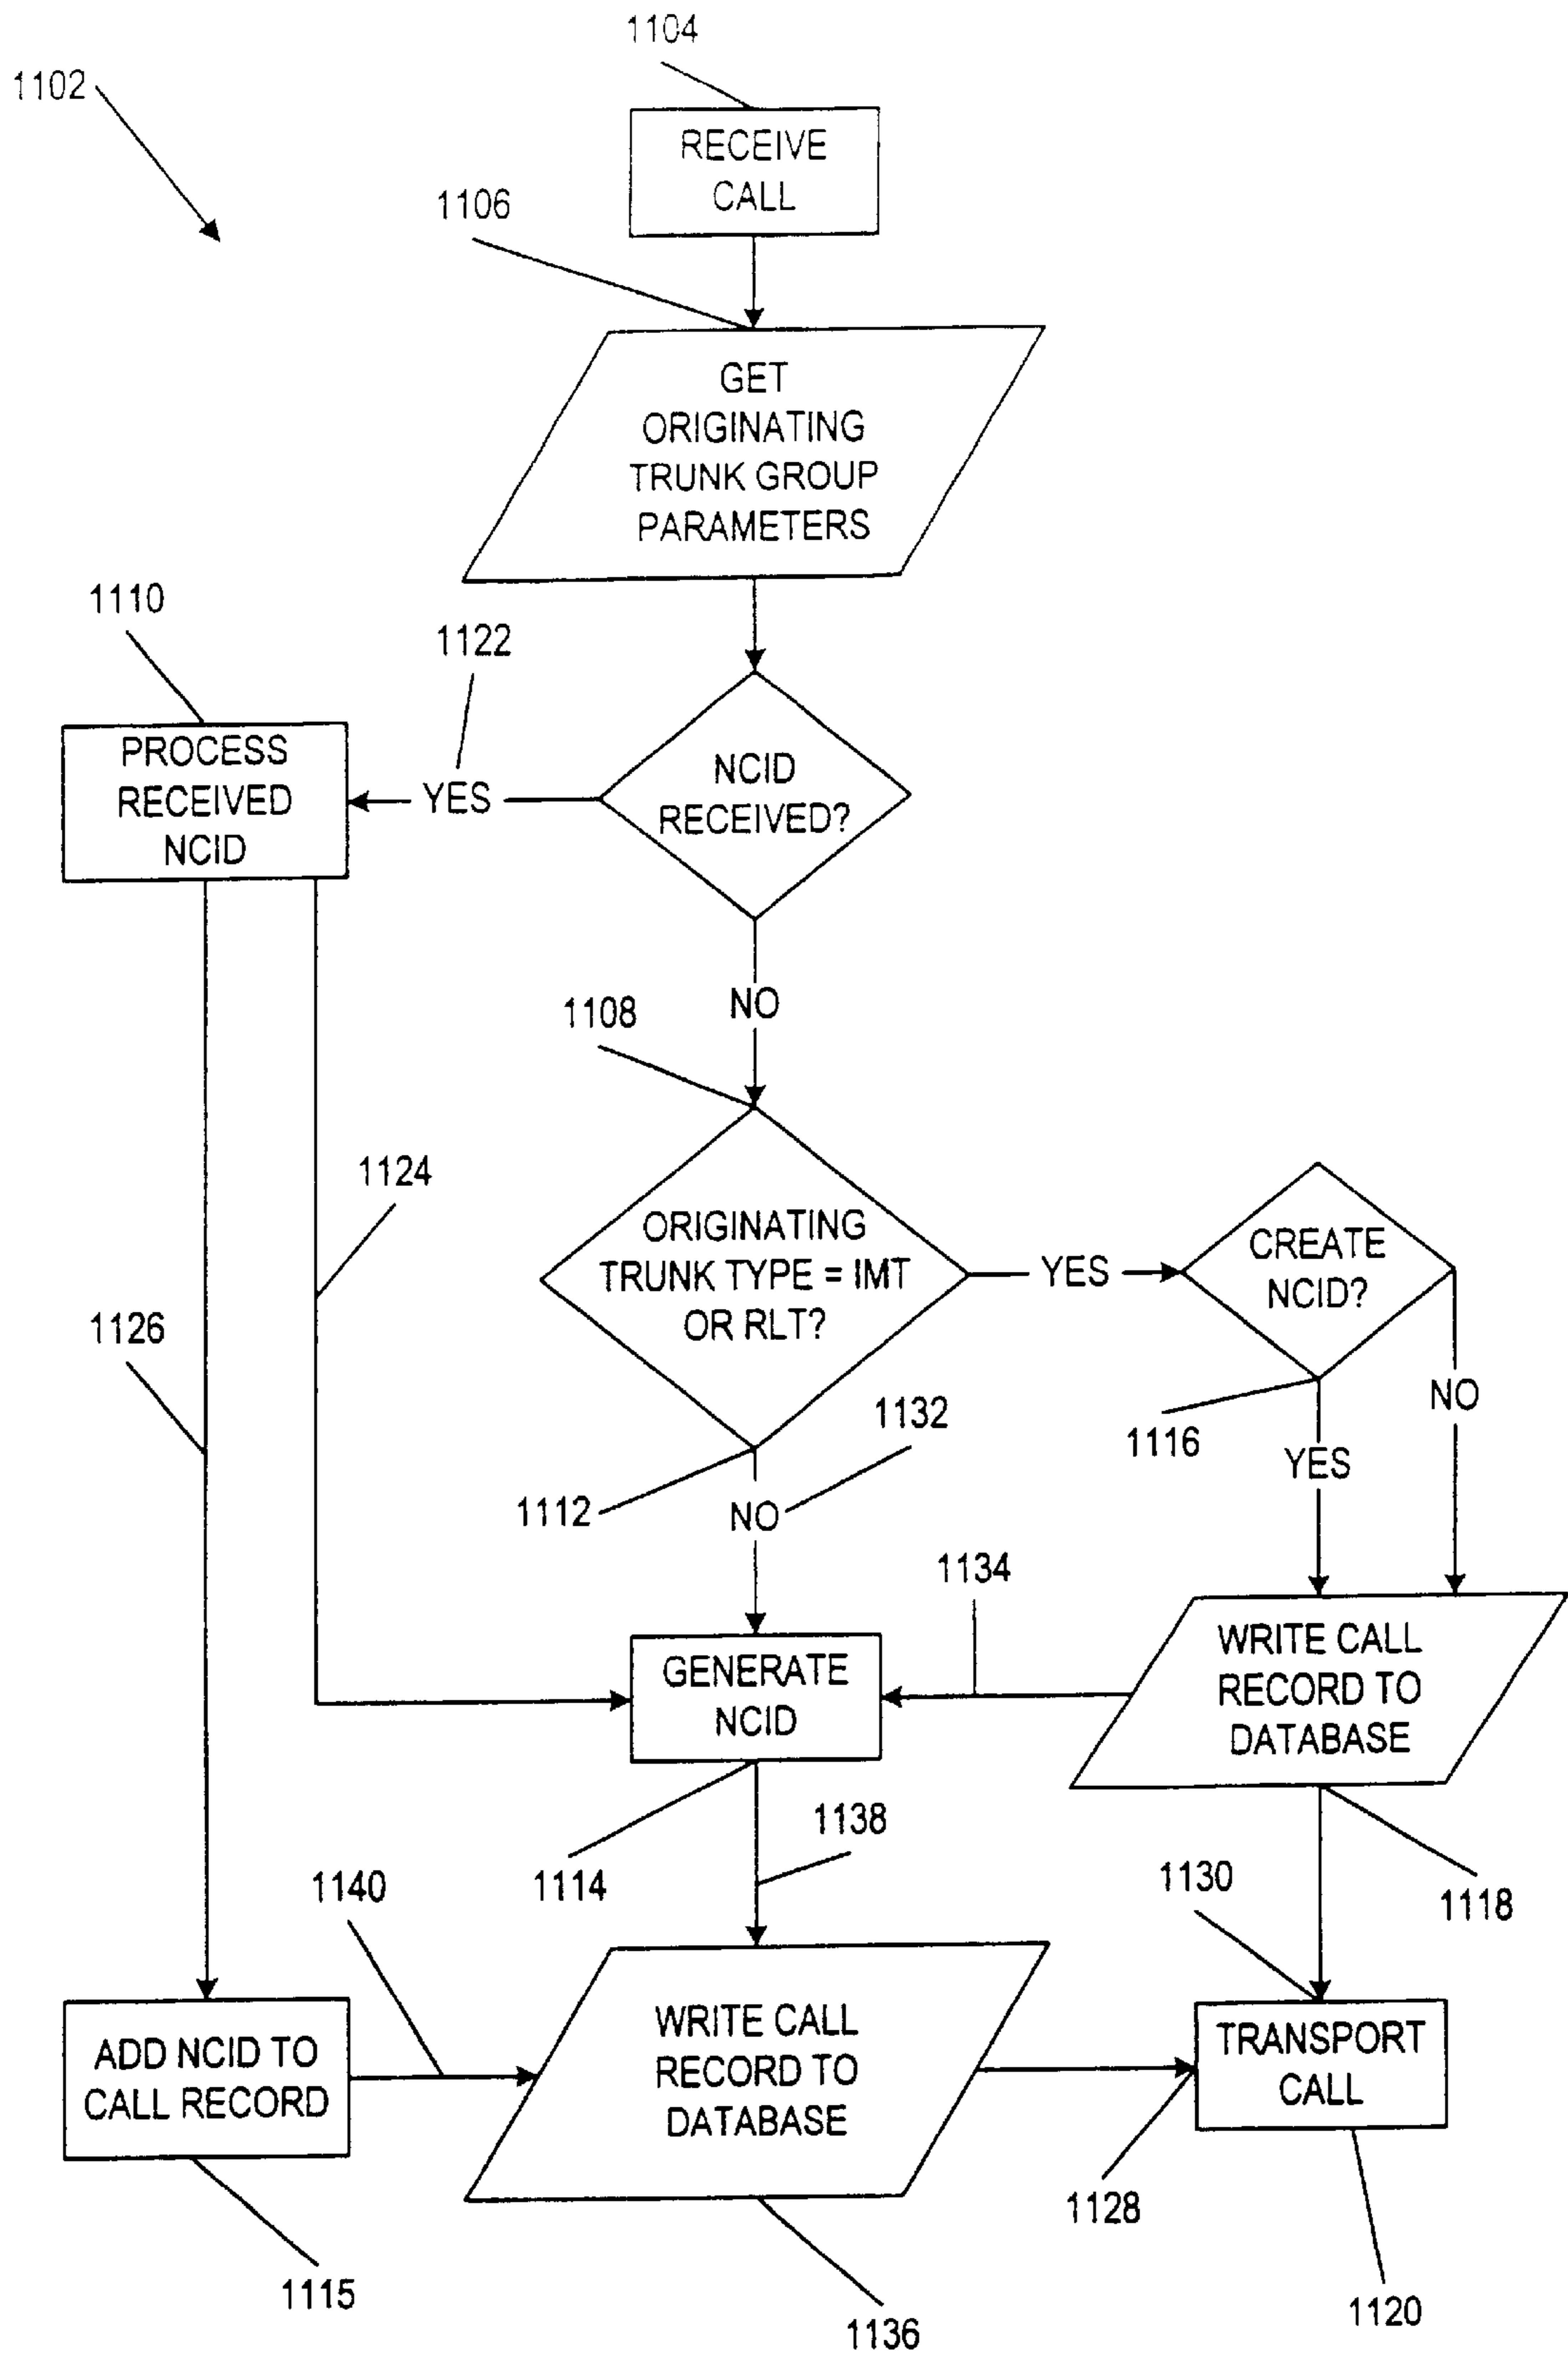 1104
1102
RECEIVE
CALL
1106
GET
ORIGINATING
TRUNK GROUP
PARAMETERS
1110
1122
PROCESS
RECEIVED
NCID
YES
NCID
RECEIVED?
NO
1108
1124
ORIGINATING
TRUNK TYPE = IMT
OR RLT?
YES
CREATE
NCID?
1126
NO
1132
1116
YES
1112
NO
1134
GENERATE
NCID
WRITE CALL
RECORD TO
DATABASE
1138
1114
1140
1130
1118
ADD NCID TO
CALL RECORD
WRITE CALL
RECORD TO
DATABASE
TRANSPORT
CALL
1128
1115
1136
1120